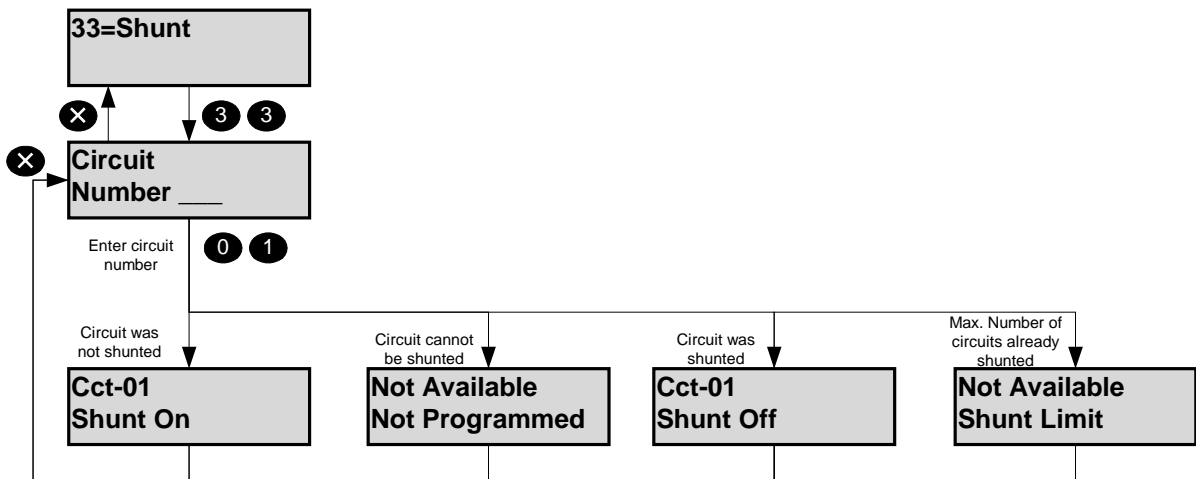 33=Shunt
3 3
Circuit
Number ___
Enter circuit
number
0 1
Circuit was
not shunted
Circuit cannot
be shunted
Circuit was
shunted
Max. Number of
circuits already
shunted
Cct-01
Shunt On
Not Available
Not Programmed
Cct-01
Shunt Off
Not Available
Shunt Limit